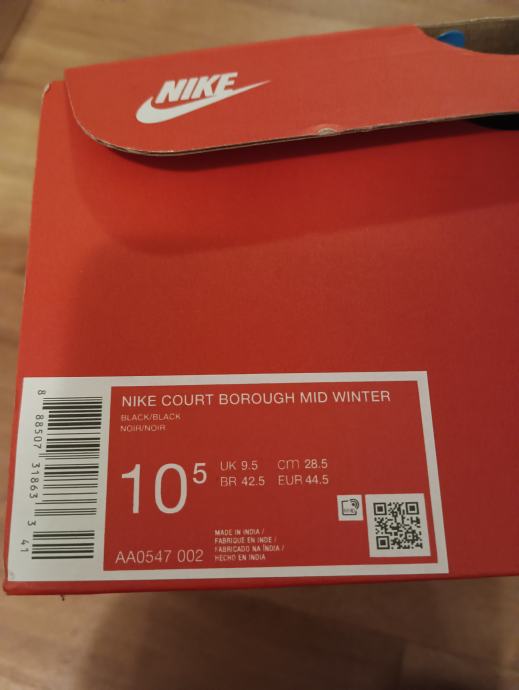 NIKE
NIKE COURT BOROUGH MID WINTER
BLACK/BLACK
NOIR/NOIR
10⁵
UK 9.5 cm 28.5
BR 42.5 EUR 44.5
MADE IN INDIA /
FABRIQUÉ EN INDE /
FABRICADO NA ÍNDIA /
HECHO EN INDIA
AA0547 002
8 88507 31863 3 41